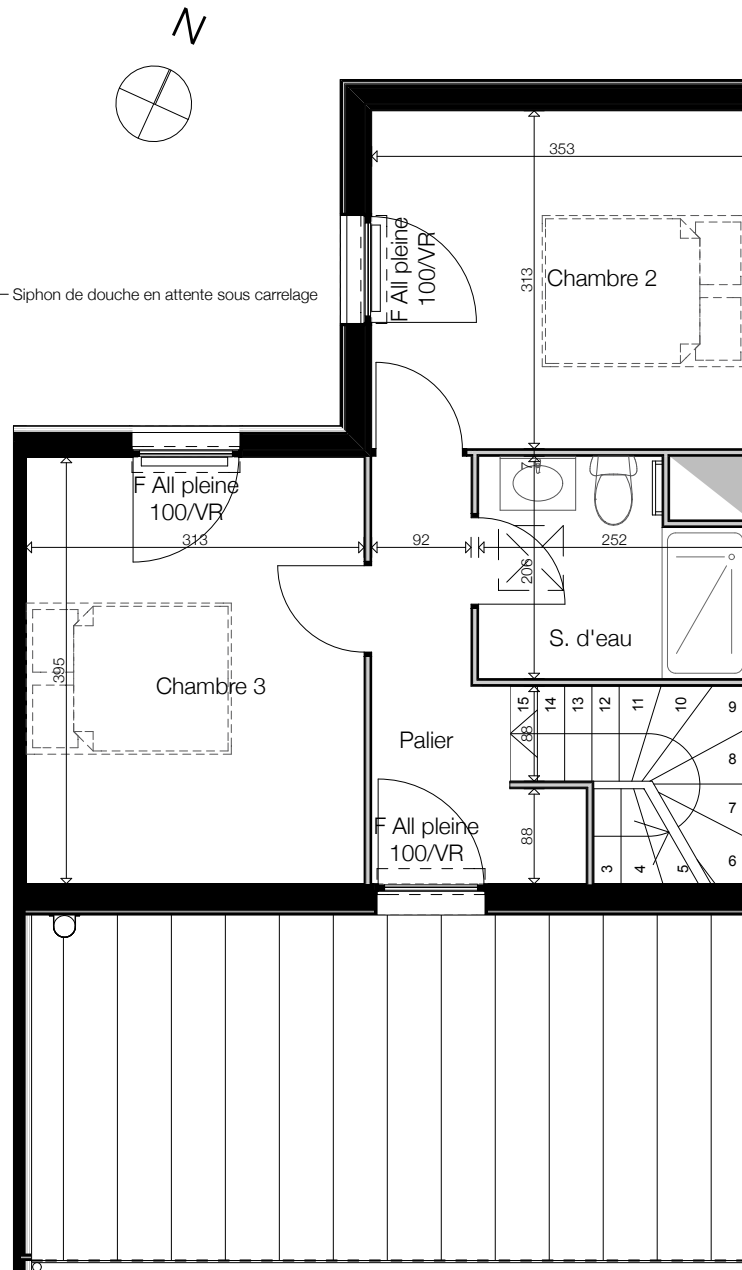 N
353
F All pleine
100/VR
313
Chambre 2
Siphon de douche en attente sous carrelage
F All pleine
100/VR
313
92
252
206
S. d'eau
395
Chambre 3
Palier
15
14
13
12
11
10
9
8
7
6
5
4
3
88
88
F All pleine
100/VR